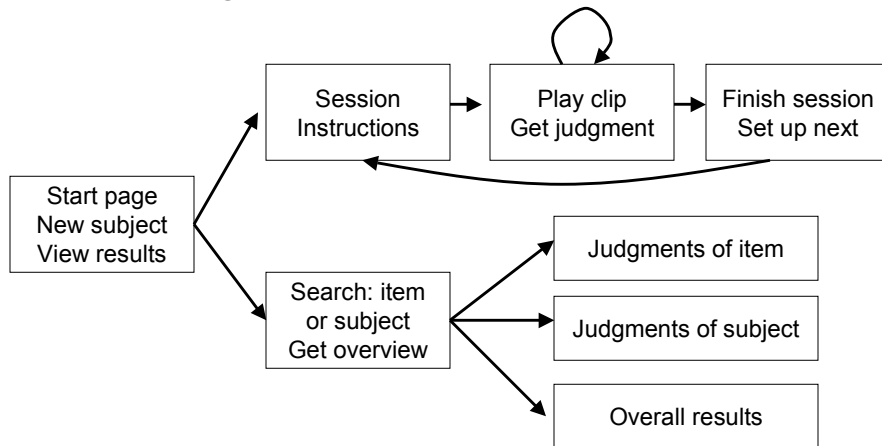 Session
Instructions
Play clip
Get judgment
Finish session
Set up next
Start page
New subject
View results
Search: item
or subject
Get overview
Judgments of item
Judgments of subject
Overall results